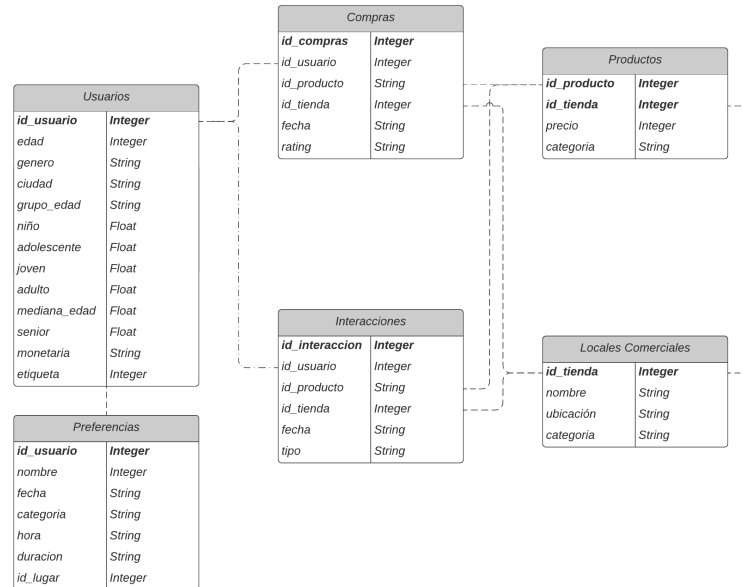 Compras
id_compras Integer
id_usuario Integer
id_producto String
id_tienda Integer
fecha String
rating String
Productos
id_producto Integer
id_tienda Integer
precio Integer
categoria String
Usuarios
id_usuario Integer
edad Integer
genero String
ciudad String
grupo_edad String
niño Float
adolescente Float
joven Float
adulto Float
mediana_edad Float
senior Float
monetaria String
etiqueta Integer
Interacciones
id_interaccion Integer
id_usuario Integer
id_producto String
id_tienda Integer
fecha String
tipo String
Locales Comerciales
id_tienda Integer
nombre String
ubicación String
categoria String
Preferencias
id_usuario Integer
nombre Integer
fecha String
categoria String
hora String
duracion String
id_lugar Integer